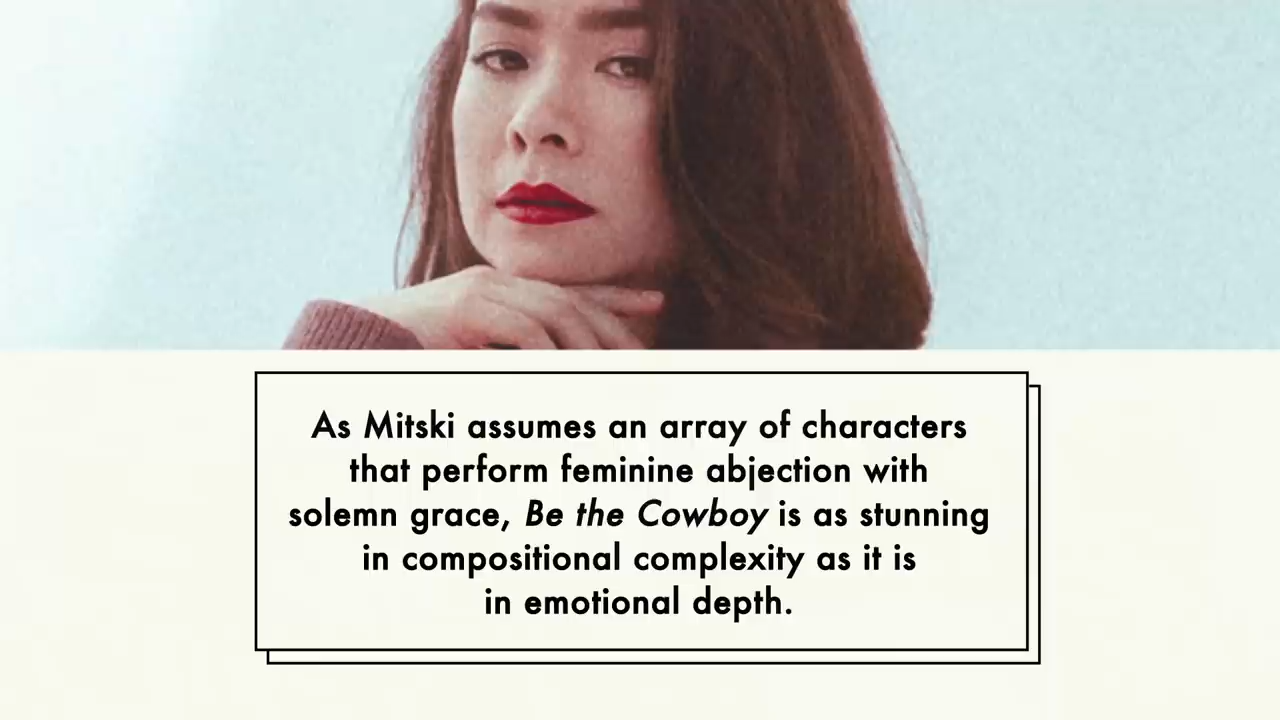 As Mitski assumes an array of characters
that perform feminine abjection with
solemn grace, Be the Cowboy is as stunning
in compositional complexity as it is
in emotional depth.